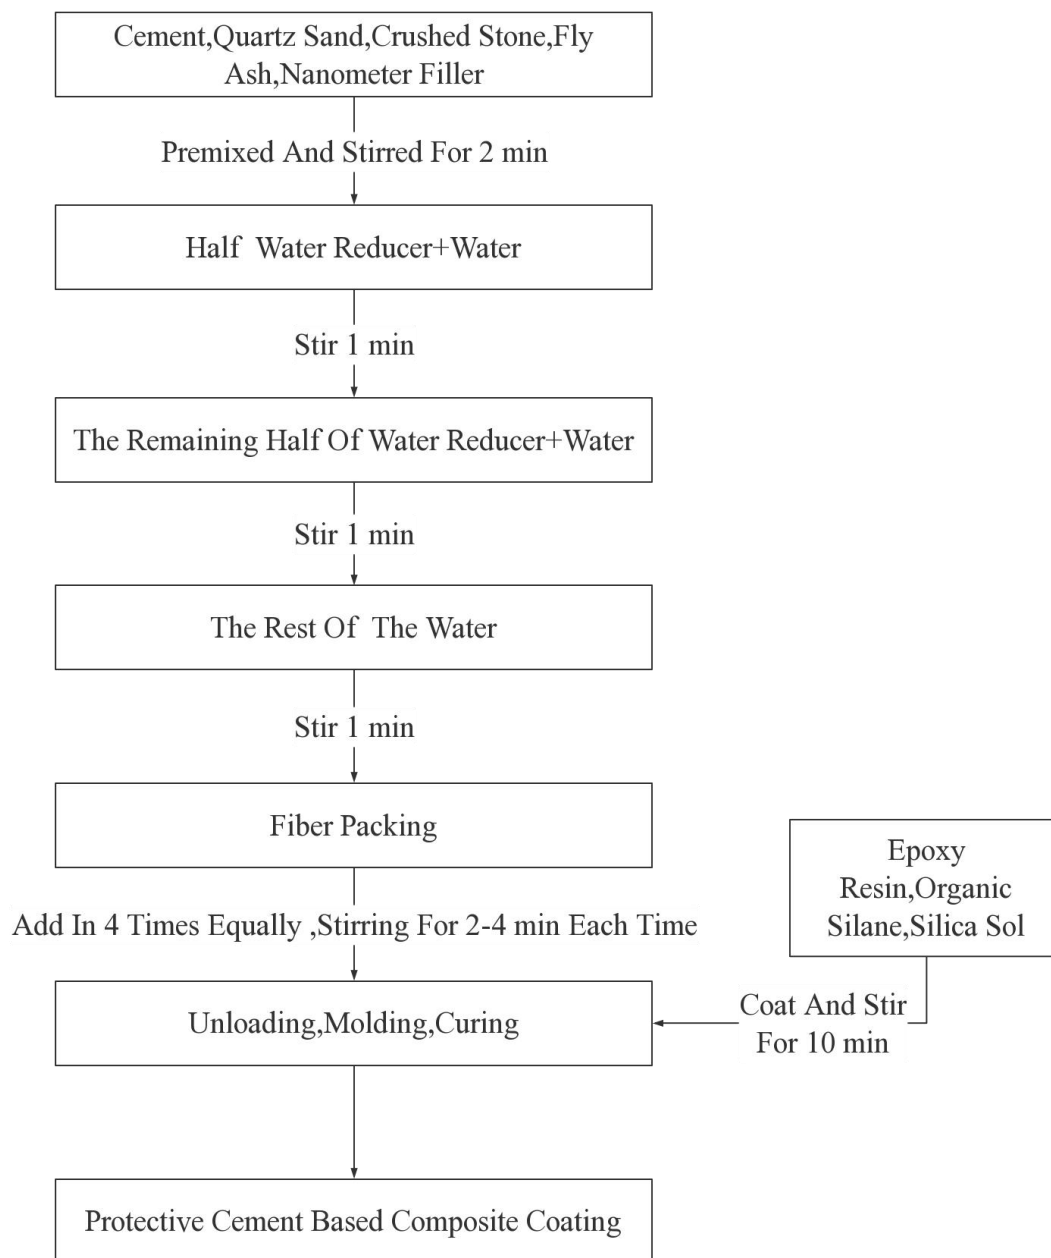 Cement,Quartz Sand,Crushed Stone,Fly
Ash,Nanometer Filler
Premixed And Stirred For 2 min
Half Water Reducer+Water
Stir 1 min
The Remaining Half Of Water Reducer+Water
Stir 1 min
The Rest Of The Water
Stir 1 min
Fiber Packing
Add In 4 Times Equally ,Stirring For 2-4 min Each Time
Epoxy
Resin,Organic
Silane,Silica Sol
Coat And Stir
For 10 min
Unloading,Molding,Curing
Protective Cement Based Composite Coating